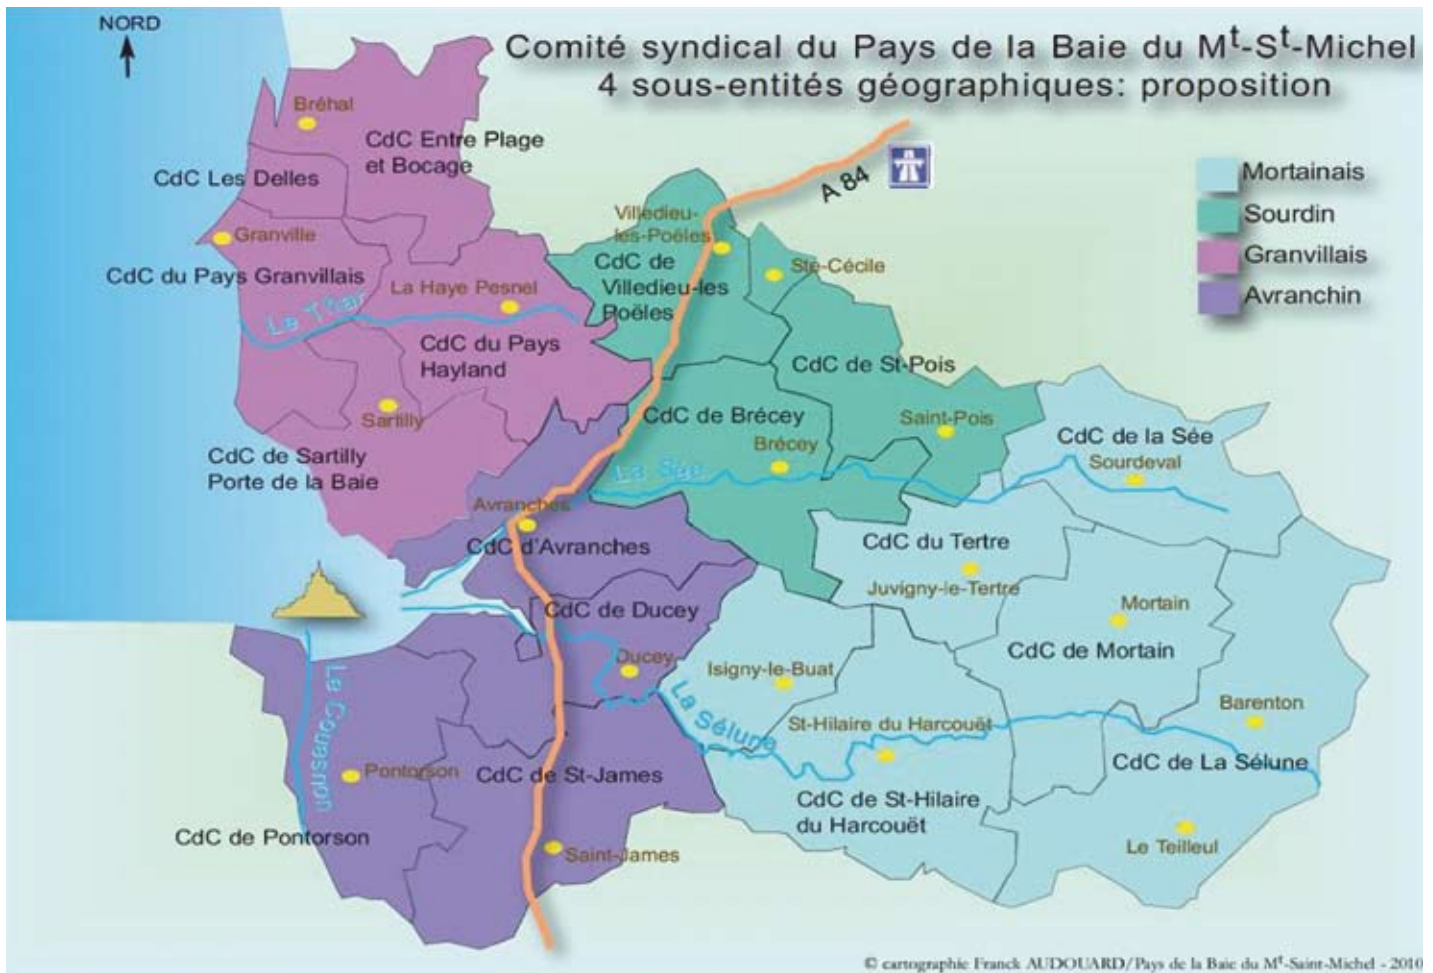 NORD
Comité syndical du Pays de la Baie du Mt-St-Michel
4 sous-entités géographiques: proposition
Bréhal
CdC Entre Plage
et Bocage
CdC Les Delles
A 84
Mortainais
Sourdin
Granvillais
Avranchin
Granville
CdC du Pays Granvillais
La Haye Pesnel
Le Thar
CdC du Pays
Hayland
Villedieu-
les-Poëles
CdC de
Villedieu-les
Poëles
Ste-Cécile
CdC de St-Pois
Sartilly
CdC de Sartilly
Porte de la Baie
CdC de Brécey
Brécey
Saint-Pois
La Sée
CdC de la Sée
Sourdeval
Avranches
CdC d'Avranches
CdC du Tertre
Juvigny-le-Tertre
CdC de Ducey
Ducey
Mortain
CdC de Mortain
Isigny-le-Buat
La Sélune
St-Hilaire du Harcouët
Barenton
Le Couesnon
Pontorson
CdC de St-James
CdC de La Sélune
CdC de St-Hilaire
du Harcouët
CdC de Pontorson
Saint-James
Le Teilleul
© cartographie Franck AUDOUARD/Pays de la Baie du Mt-Saint-Michel - 2010